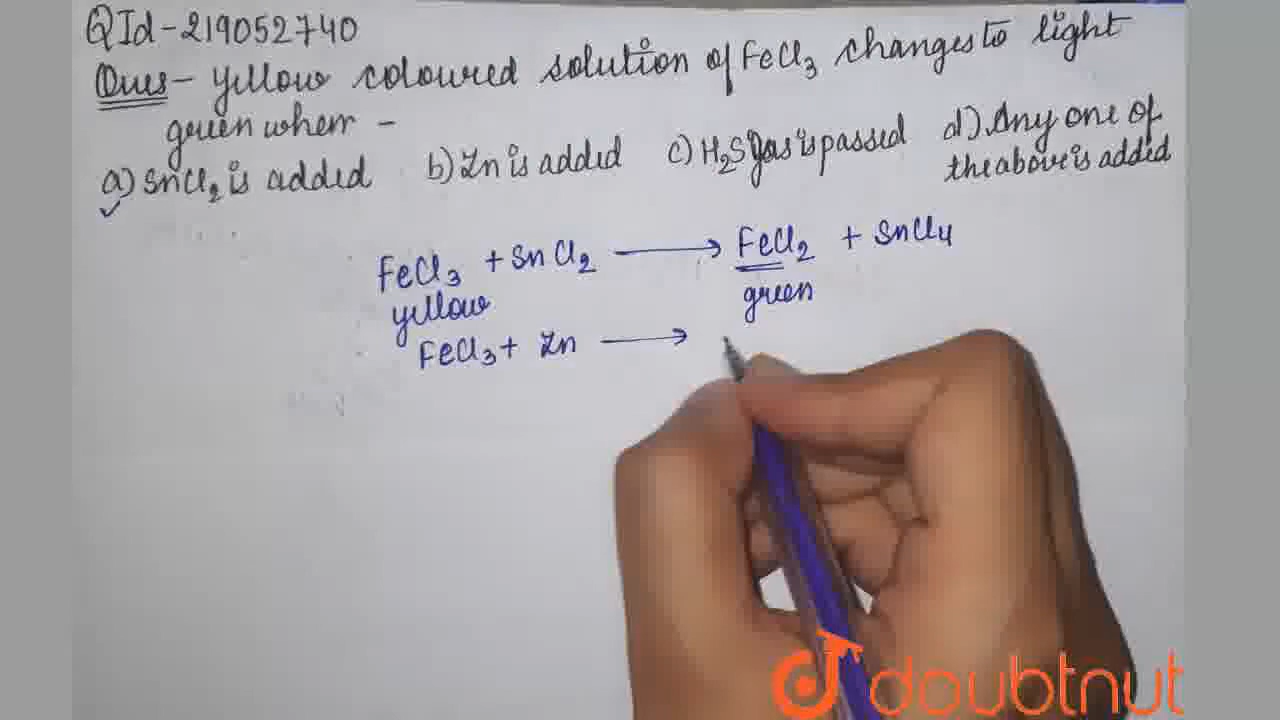 QId-219052740
Ques- Yellow coloured solution of FeCl3 changes to light
green when -
a) SnCl2 is added b) Zn is added c) H2S gas is passed d) Any one of
the above is added
FeCl3 + SnCl2 → FeCl2 + SnCl4
yellow green
FeCl3 + Zn →
doubtnut